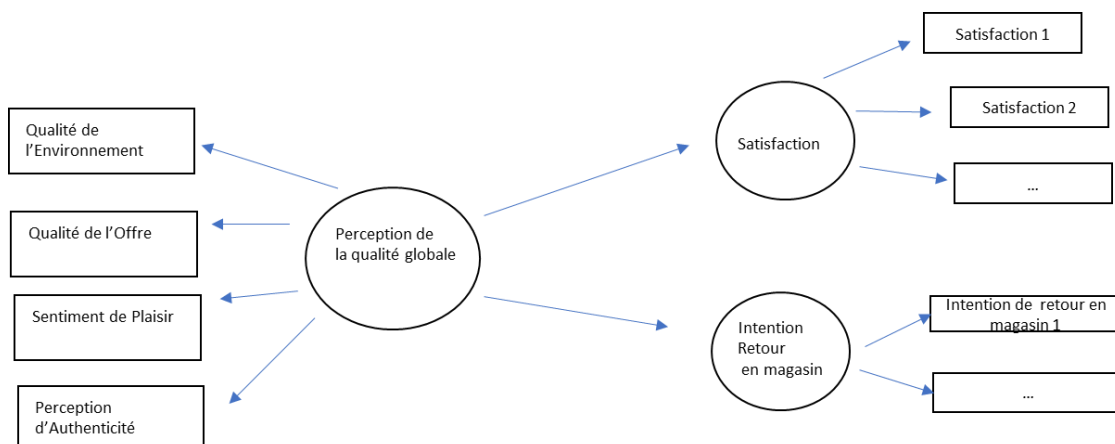 Qualité de
l’Environnement
Qualité de l’Offre
Sentiment de Plaisir
Perception
d’Authenticité
Perception de
la qualité globale
Satisfaction
Satisfaction 1
Satisfaction 2
...
Intention
Retour
en magasin
Intention de retour en
magasin 1
...